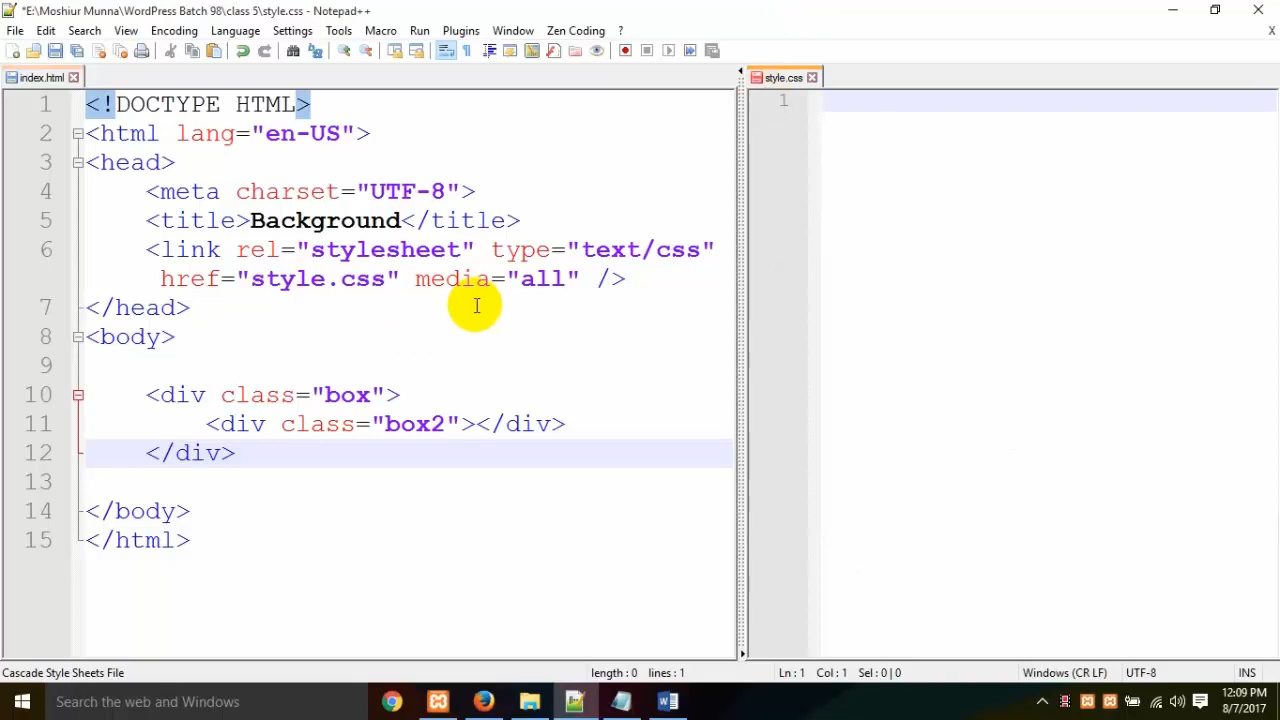 *E:\Moshiur Munna\WordPress Batch 98\class 5\style.css - Notepad++
File Edit Search View Encoding Language Settings Tools Macro Run Plugins Window Zen Coding ? X
index.html
style.css
1 <!DOCTYPE HTML>
2 <html lang="en-US">
3 <head>
4 <meta charset="UTF-8">
5 <title>Background</title>
6 <link rel="stylesheet" type="text/css"
href="style.css" media="all" />
7 </head>
8 <body>
9
10 <div class="box">
11 <div class="box2"></div>
12 </div>
13
14 </body>
15 </html>
1
Cascade Style Sheets File length : 0 lines : 1 Ln : 1 Col : 1 Sel : 0 | 0 Windows (CR LF) UTF-8 INS
Search the web and Windows
12:09 PM
8/7/2017